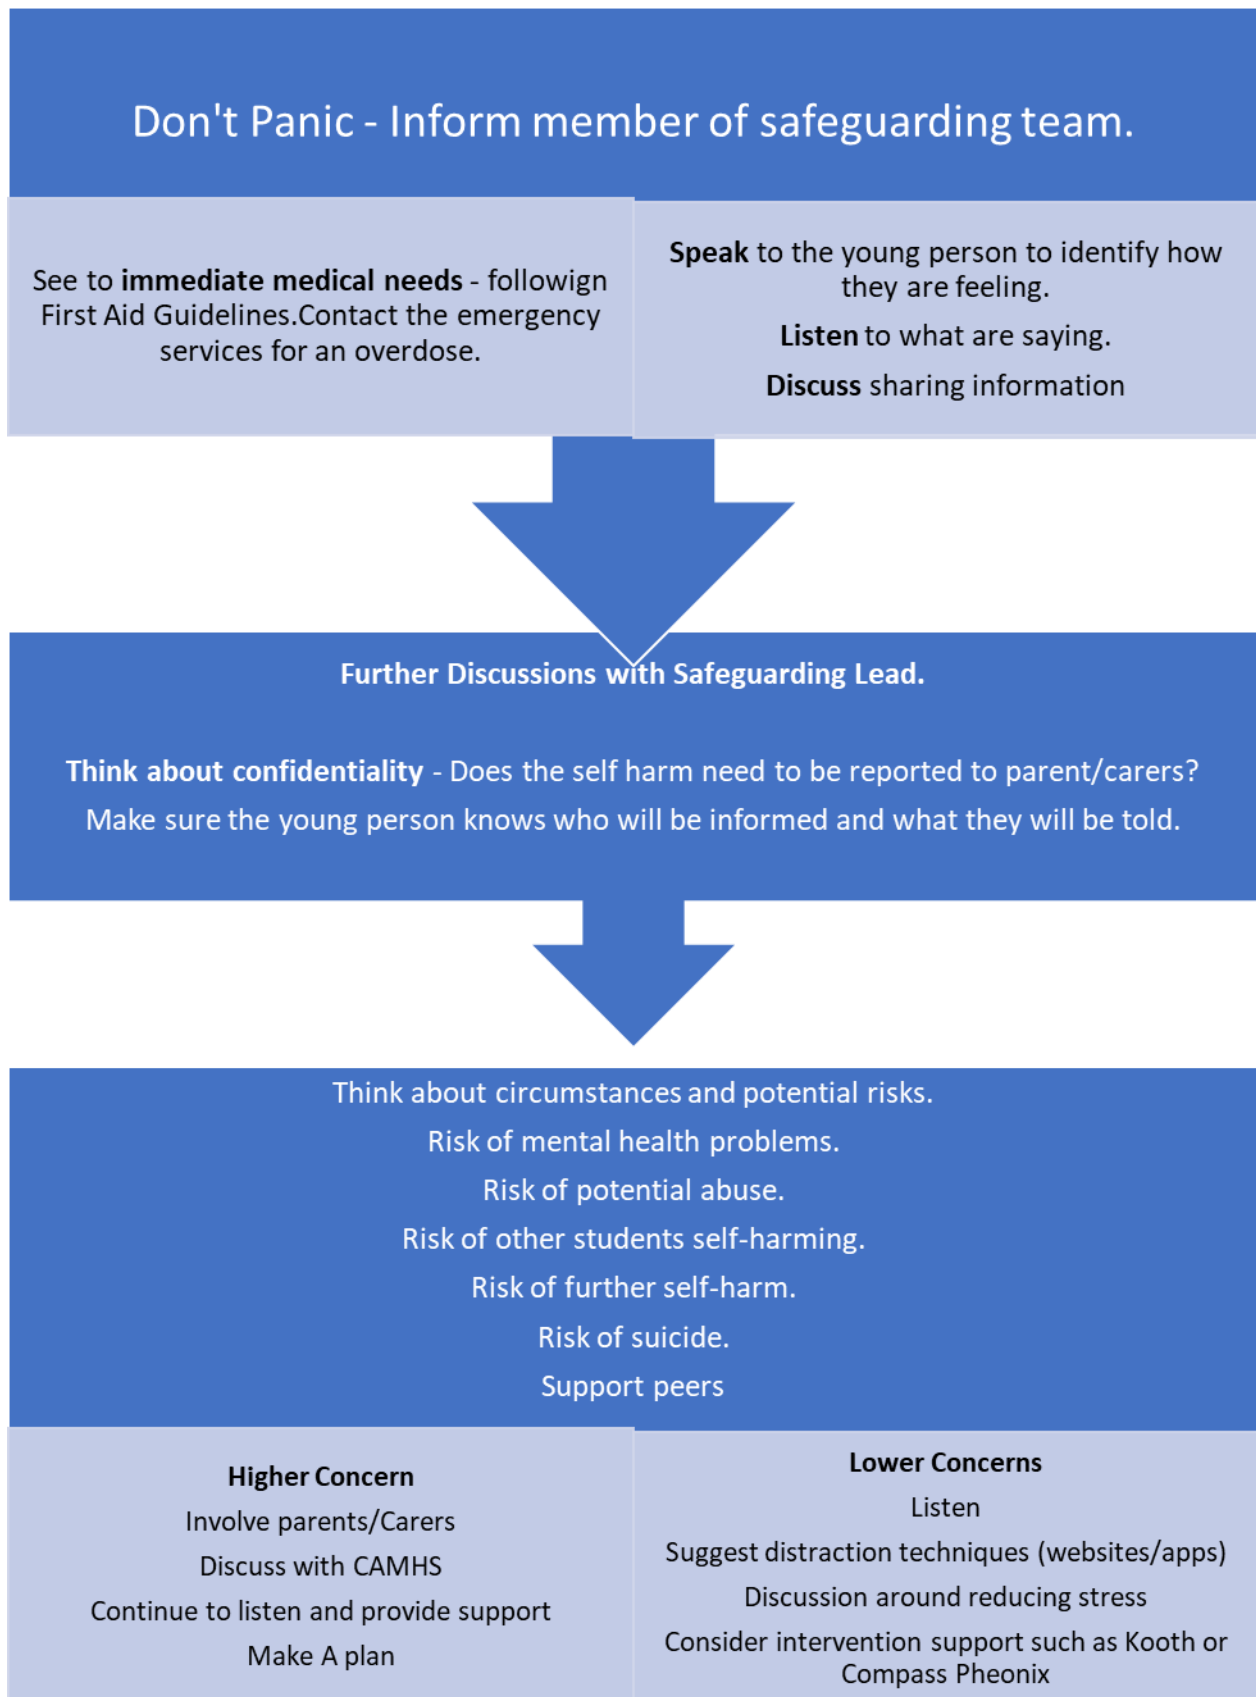 Don't Panic - Inform member of safeguarding team.
See to immediate medical needs - followign
First Aid Guidelines.Contact the emergency
services for an overdose.
Speak to the young person to identify how
they are feeling.
Listen to what are saying.
Discuss sharing information
Further Discussions with Safeguarding Lead.
Think about confidentiality - Does the self harm need to be reported to parent/carers?
Make sure the young person knows who will be informed and what they will be told.
Think about circumstances and potential risks.
Risk of mental health problems.
Risk of potential abuse.
Risk of other students self-harming.
Risk of further self-harm.
Risk of suicide.
Support peers
Higher Concern
Involve parents/Carers
Discuss with CAMHS
Continue to listen and provide support
Make A plan
Lower Concerns
Listen
Suggest distraction techniques (websites/apps)
Discussion around reducing stress
Consider intervention support such as Kooth or
Compass Pheonix